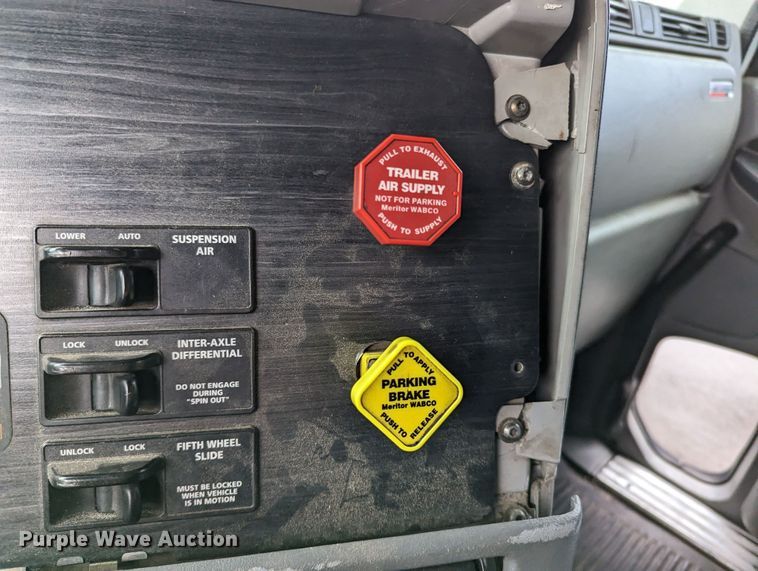 PULL TO EXHAUST
TRAILER
AIR SUPPLY
NOT FOR PARKING
Meritor WABCO
PUSH TO SUPPLY
LOWER AUTO
SUSPENSION
AIR
LOCK UNLOCK
INTER-AXLE
DIFFERENTIAL
DO NOT ENGAGE
DURING
"SPIN OUT"
PULL TO APPLY
PARKING
BRAKE
Meritor WABCO
PUSH TO
RELEASE
UNLOCK LOCK
FIFTH WHEEL
SLIDE
MUST BE LOCKED
WHEN VEHICLE
IS IN MOTION
Purple Wave Auction